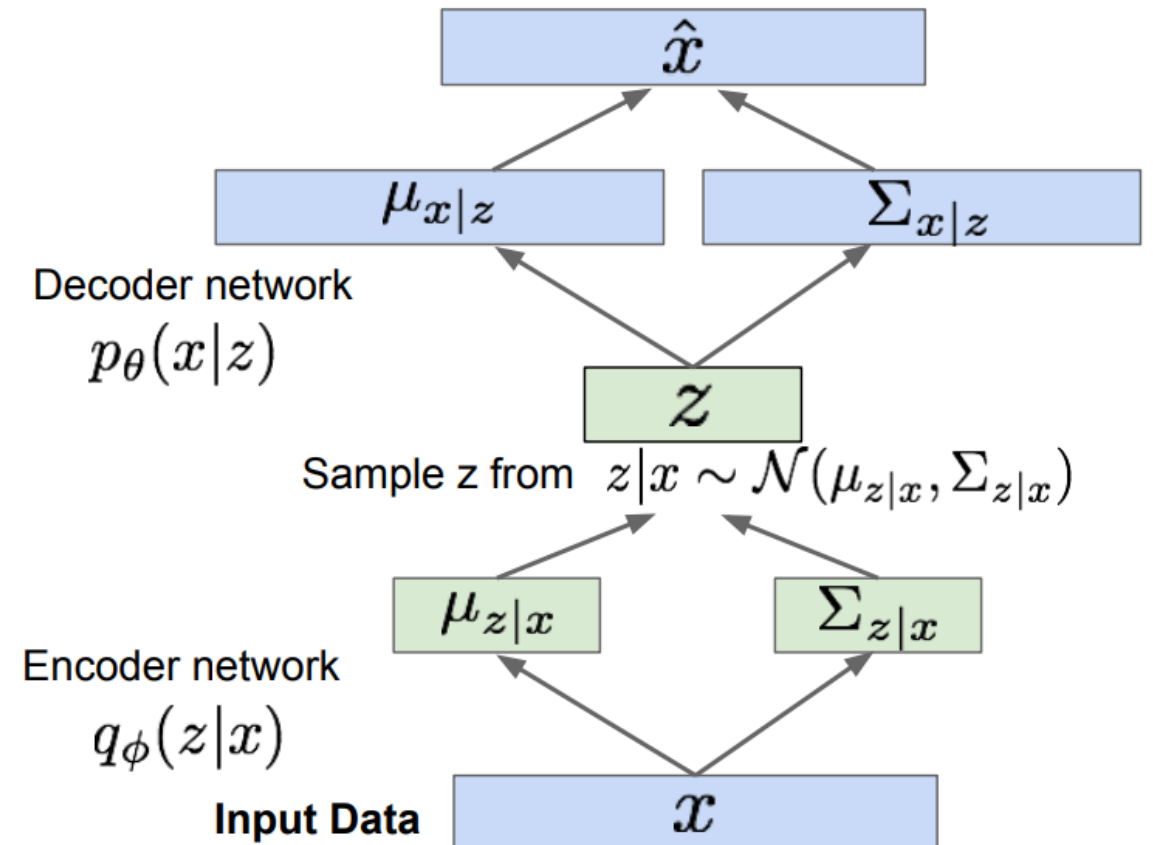 x̂
μ_{x|z} Σ_{x|z}
Decoder network
p_θ(x|z)
z
Sample z from z|x ∼ 𝒩(μ_{z|x}, Σ_{z|x})
μ_{z|x} Σ_{z|x}
Encoder network
q_ϕ(z|x)
Input Data x